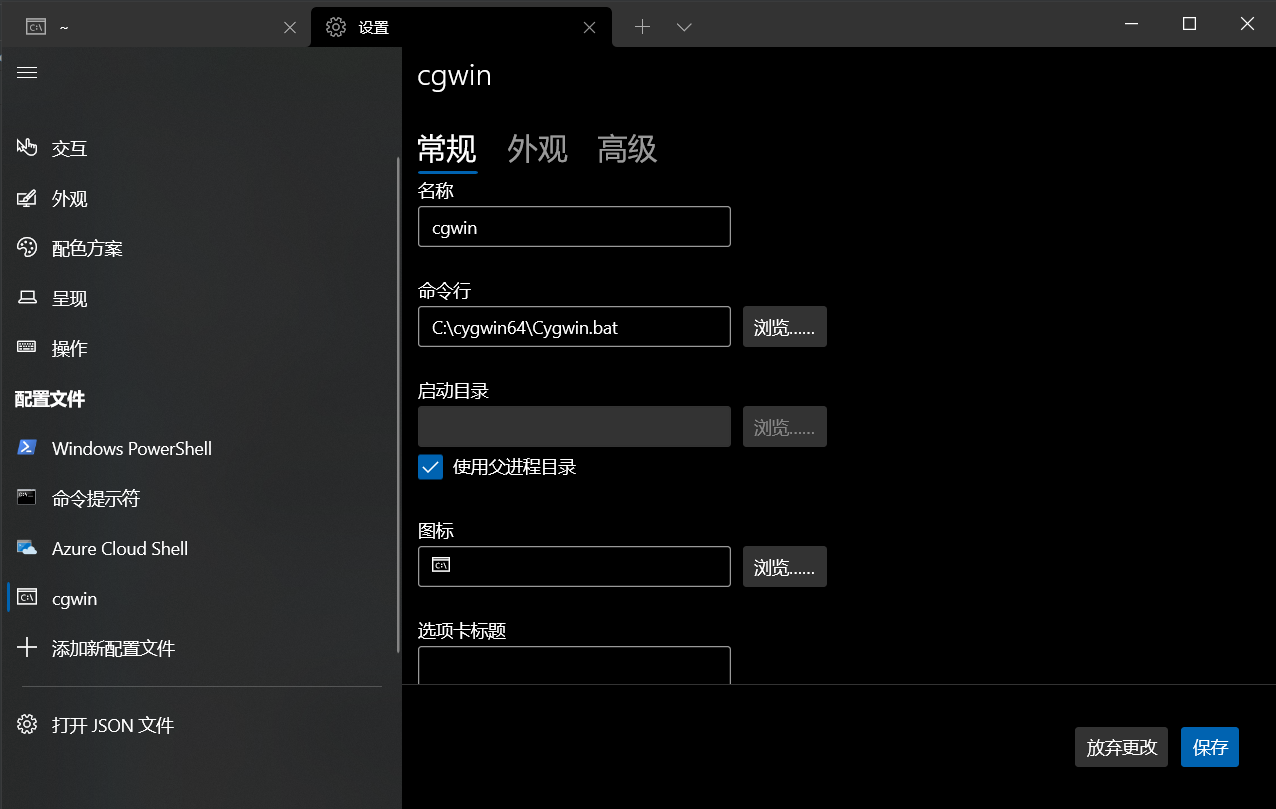 ~
设置
交互
外观
配色方案
呈现
操作
配置文件
Windows PowerShell
命令提示符
Azure Cloud Shell
cgwin
添加新配置文件
打开 JSON 文件
cgwin
常规 外观 高级
名称
cgwin
命令行
C:\cygwin64\Cygwin.bat 浏览......
启动目录
浏览......
使用父进程目录
图标
浏览......
选项卡标题
放弃更改 保存